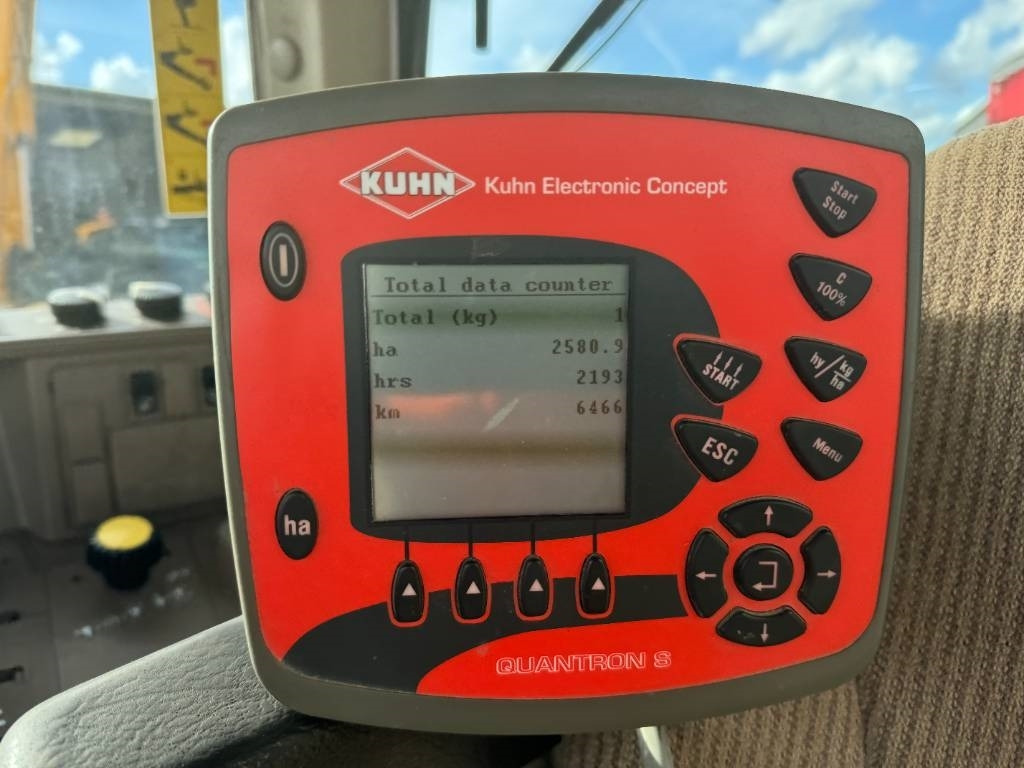 KUHN Kuhn Electronic Concept
Start
Stop
C
100%
Total data counter
Total (kg) 1
ha 2580.9
hrs 2193
km 6466
START
hy/kg
ha
ESC
Menu
ha
QUANTRON S